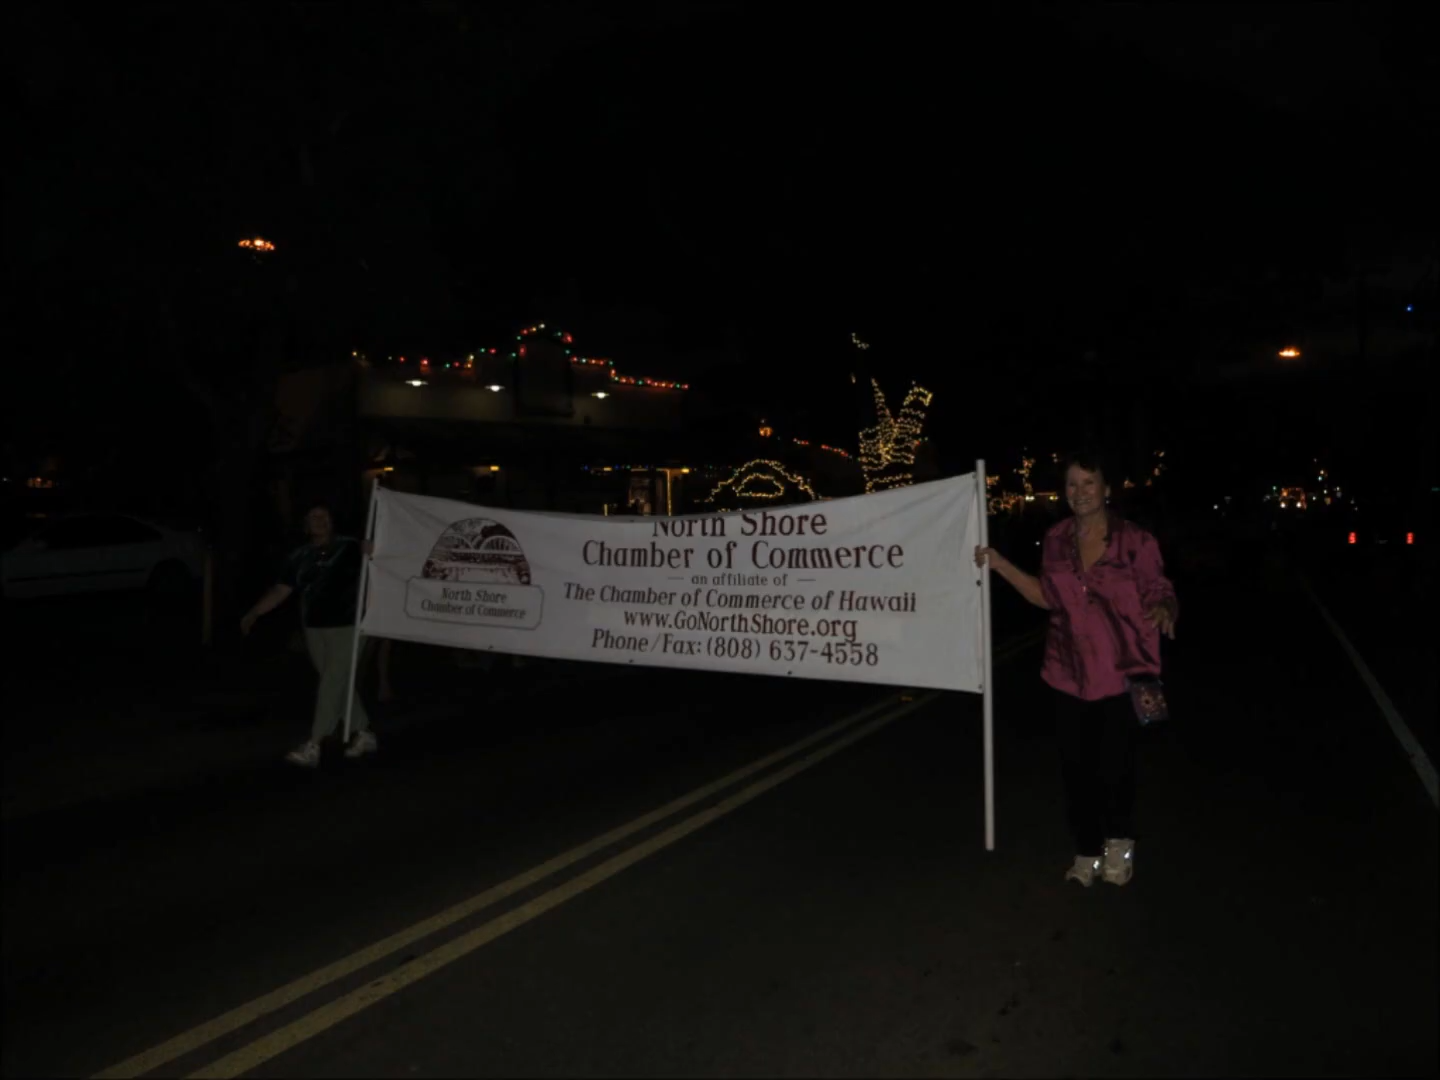 North Shore
Chamber of Commerce
North Shore
Chamber of Commerce
an affiliate of
The Chamber of Commerce of Hawaii
www.GoNorthShore.org
Phone/Fax: (808) 637-4558